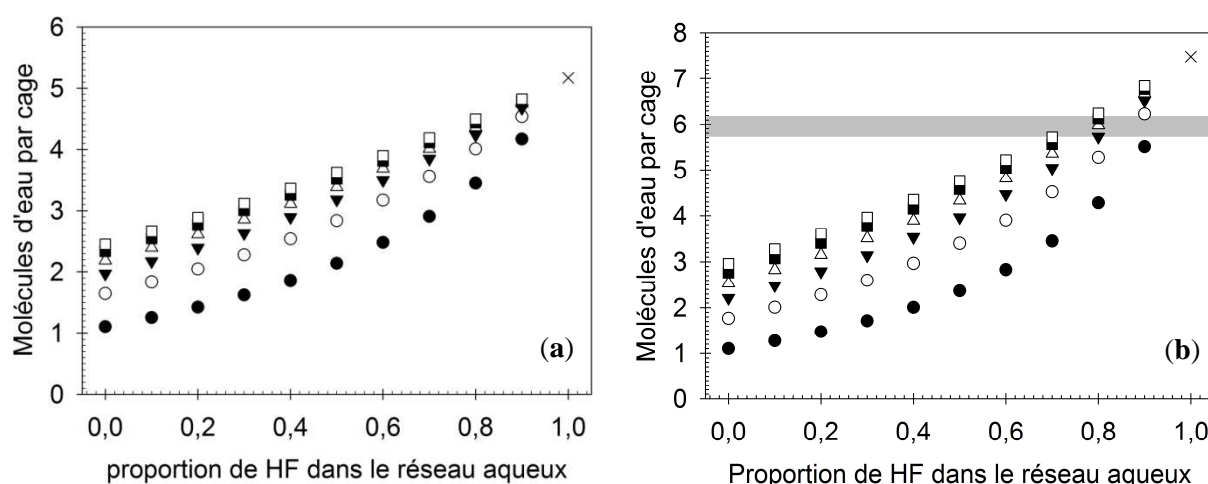 6
5
4
3
2
1
0
Molécules d'eau par cage
(a)
0,0 0,2 0,4 0,6 0,8 1,0
proportion de HF dans le réseau aqueux
8
7
6
5
4
3
2
1
0
Molécules d'eau par cage
(b)
0,0 0,2 0,4 0,6 0,8 1,0
Proportion de HF dans le réseau aqueux